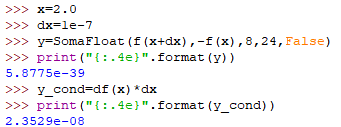 >>> x=2.0
>>> dx=1e-7
>>> y=SomaFloat(f(x+dx),-f(x),8,24,False)
>>> print("{:.4e}".format(y))
5.8775e-39
>>> y_cond=df(x)*dx
>>> print("{:.4e}".format(y_cond))
2.3529e-08